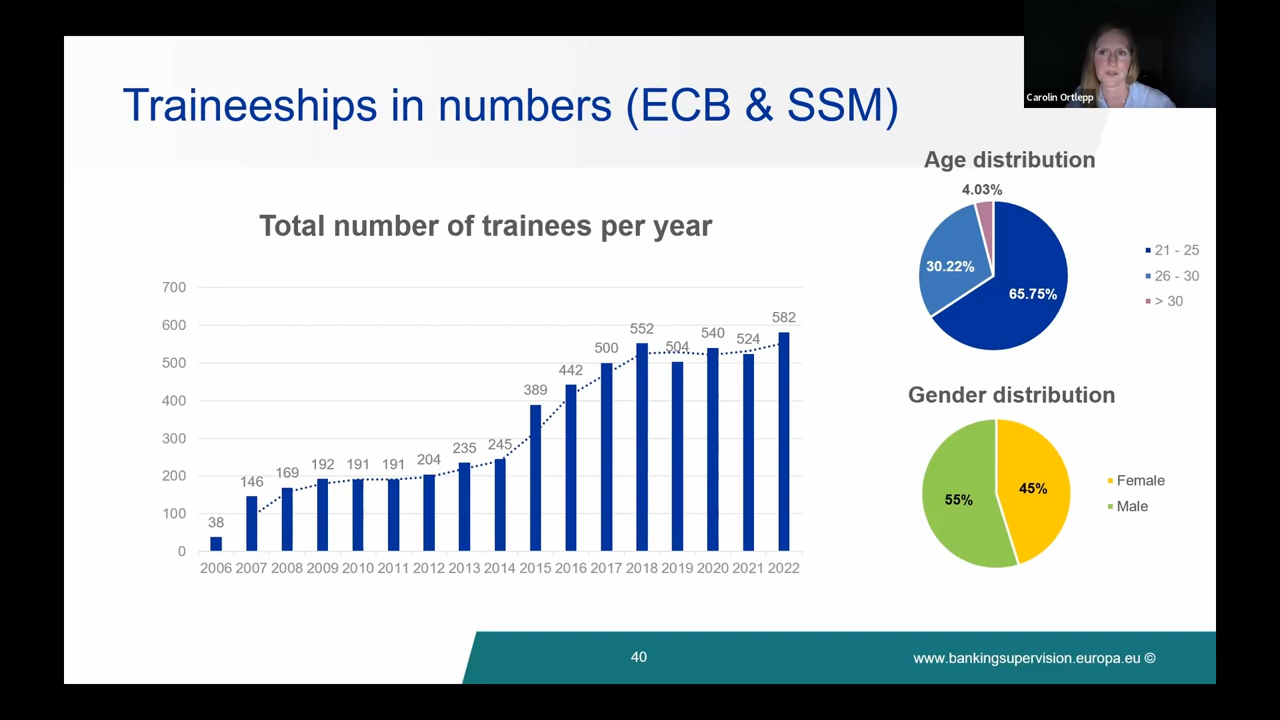 Carolin Ortlepp
Traineeships in numbers (ECB & SSM)
Total number of trainees per year
700
600
500
400
300
200
100
0
38
146
169
192
191
191
204
235
245
389
442
500
552
504
540
524
582
2006 2007 2008 2009 2010 2011 2012 2013 2014 2015 2016 2017 2018 2019 2020 2021 2022
Age distribution
4.03%
30.22%
65.75%
21 - 25
26 - 30
> 30
Gender distribution
55%
45%
Female
Male
40
www.bankingsupervision.europa.eu ©